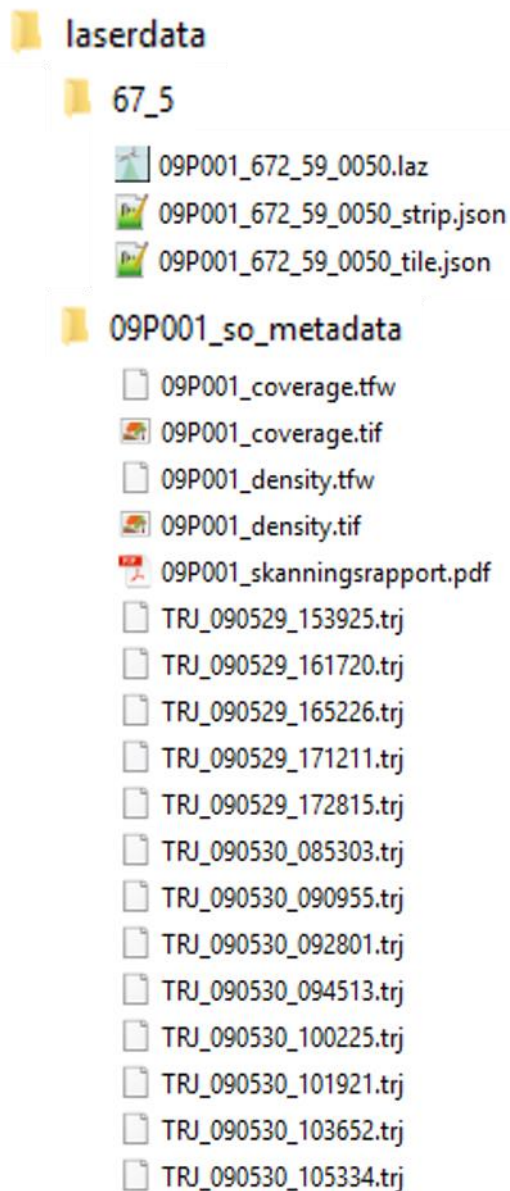 laserdata
67_5
09P001_672_59_0050.laz
09P001_672_59_0050_strip.json
09P001_672_59_0050_tile.json
09P001_so_metadata
09P001_coverage.tfw
09P001_coverage.tif
09P001_density.tfw
09P001_density.tif
09P001_skanningsrapport.pdf
TRJ_090529_153925.trj
TRJ_090529_161720.trj
TRJ_090529_165226.trj
TRJ_090529_171211.trj
TRJ_090529_172815.trj
TRJ_090530_085303.trj
TRJ_090530_090955.trj
TRJ_090530_092801.trj
TRJ_090530_094513.trj
TRJ_090530_100225.trj
TRJ_090530_101921.trj
TRJ_090530_103652.trj
TRJ_090530_105334.trj